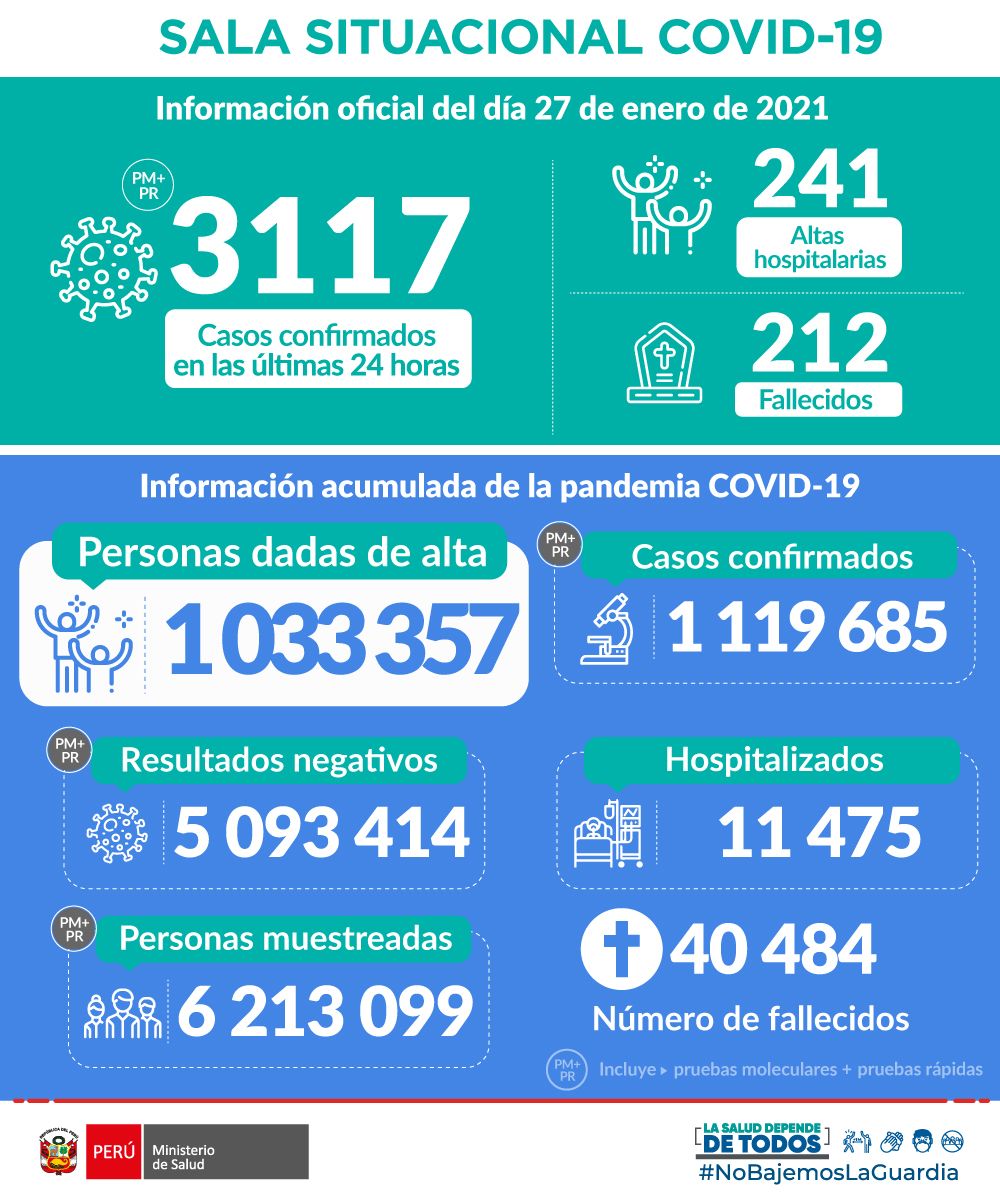 SALA SITUACIONAL COVID-19
Información oficial del día 27 de enero de 2021
PM+
PR
3117
Casos confirmados
en las últimas 24 horas
241
Altas
hospitalarias
212
Fallecidos
Información acumulada de la pandemia COVID-19
Personas dadas de alta
1 033 357
PM+
PR
Casos confirmados
1 119 685
PM+
PR
Resultados negativos
5 093 414
Hospitalizados
11 475
PM+
PR
Personas muestreadas
6 213 099
40 484
Número de fallecidos
PM+
PR
Incluye ▸ pruebas moleculares + pruebas rápidas
REPÚBLICA DEL PERÚ
PERÚ
Ministerio
de Salud
LA SALUD DEPENDE
DE TODOS
#NoBajemosLaGuardia